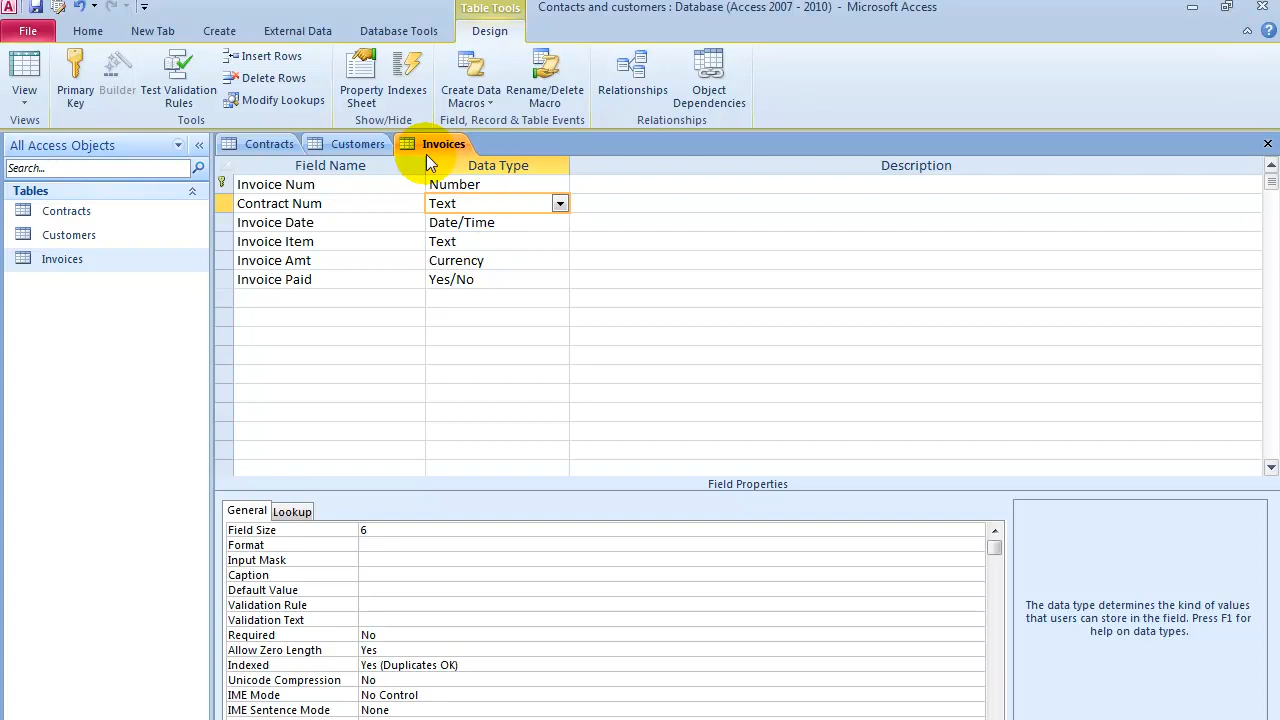 Table Tools
Contacts and customers : Database (Access 2007 - 2010) - Microsoft Access
File
Home
New Tab
Create
External Data
Database Tools
Design
View
Primary Key
Builder
Test Validation Rules
Insert Rows
Delete Rows
Modify Lookups
Property Sheet
Indexes
Create Data Macros
Rename/Delete Macro
Relationships
Object Dependencies
Views
Tools
Show/Hide
Field, Record & Table Events
Relationships
All Access Objects
Search...
Tables
Contracts
Customers
Invoices
Contracts
Customers
Invoices
Field Name
Data Type
Description
Invoice Num Number
Contract Num Text
Invoice Date Date/Time
Invoice Item Text
Invoice Amt Currency
Invoice Paid Yes/No
Field Properties
General
Lookup
Field Size 6
Format
Input Mask
Caption
Default Value
Validation Rule
Validation Text
Required No
Allow Zero Length Yes
Indexed Yes (Duplicates OK)
Unicode Compression No
IME Mode No Control
IME Sentence Mode None
The data type determines the kind of values
that users can store in the field. Press F1 for
help on data types.